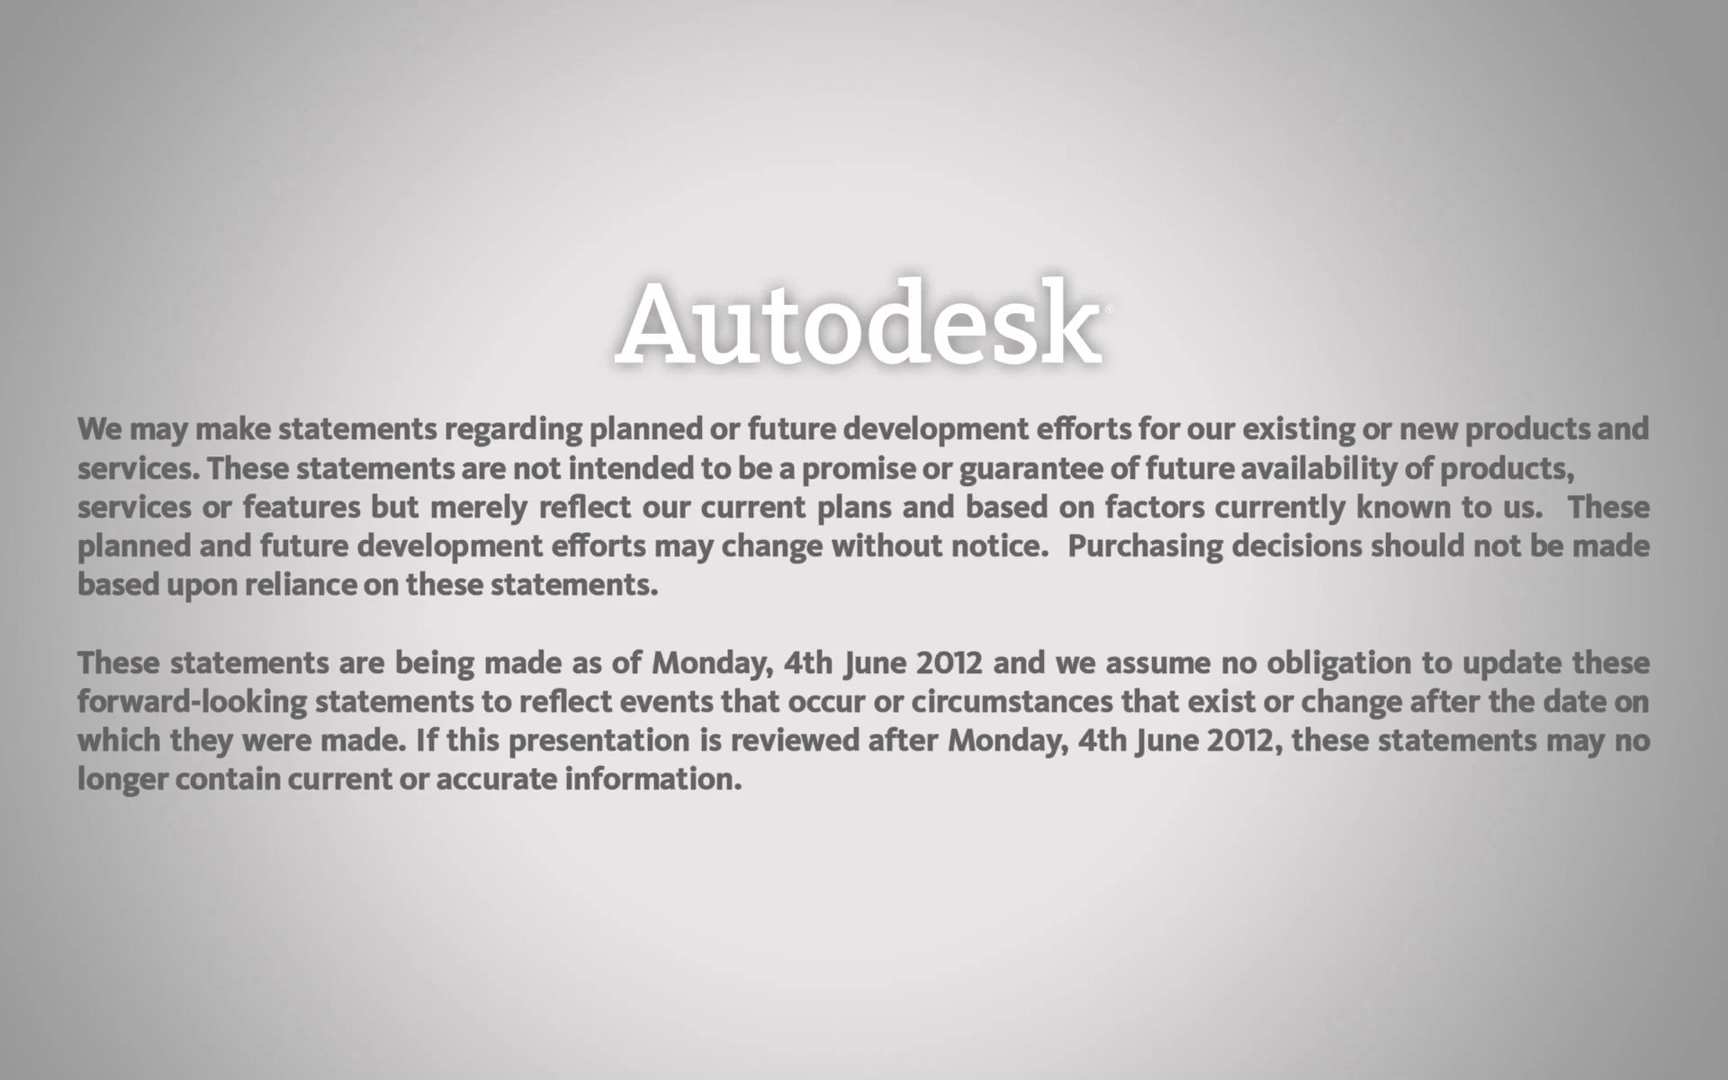 Autodesk®
We may make statements regarding planned or future development efforts for our existing or new products and
services. These statements are not intended to be a promise or guarantee of future availability of products,
services or features but merely reflect our current plans and based on factors currently known to us.  These
planned and future development efforts may change without notice.  Purchasing decisions should not be made
based upon reliance on these statements.
These statements are being made as of Monday, 4th June 2012 and we assume no obligation to update these
forward-looking statements to reflect events that occur or circumstances that exist or change after the date on
which they were made. If this presentation is reviewed after Monday, 4th June 2012, these statements may no
longer contain current or accurate information.